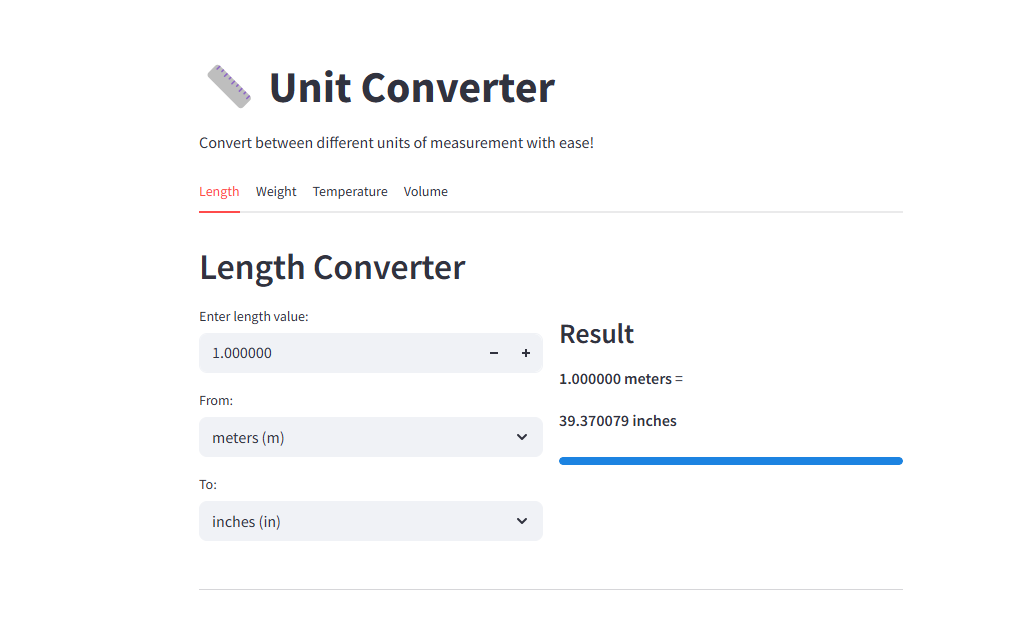 Unit Converter
Convert between different units of measurement with ease!
Length Weight Temperature Volume
Length Converter
Enter length value:
1.000000
From:
meters (m)
To:
inches (in)
Result
1.000000 meters =
39.370079 inches